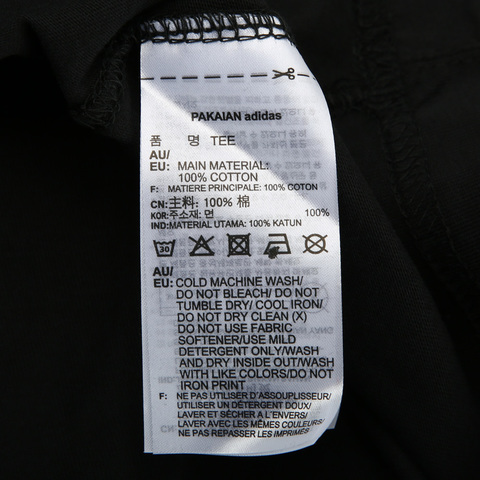 PAKAIAN adidas
품 명 TEE
AU/
EU: MAIN MATERIAL:
100% COTTON
F: MATIERE PRINCIPALE: 100% COTON
CN:主料: 100% 棉
KOR:주소재: 면 100%
IND:MATERIAL UTAMA: 100% KATUN
30
AU/
EU: COLD MACHINE WASH/
DO NOT BLEACH/ DO NOT
TUMBLE DRY/ COOL IRON/
DO NOT DRY CLEAN (X)
DO NOT USE FABRIC
SOFTENER/USE MILD
DETERGENT ONLY/WASH
AND DRY INSIDE OUT/WASH
WITH LIKE COLORS/DO NOT
IRON PRINT
F: NE PAS UTILISER D'ASSOUPLISSEUR/
UTILISER UN DÉTERGENT DOUX/
LAVER ET SÉCHER A L'ENVERS/
LAVER AVEC LES MÊMES COULEURS/
NE PAS REPASSER LES IMPRIMÉS